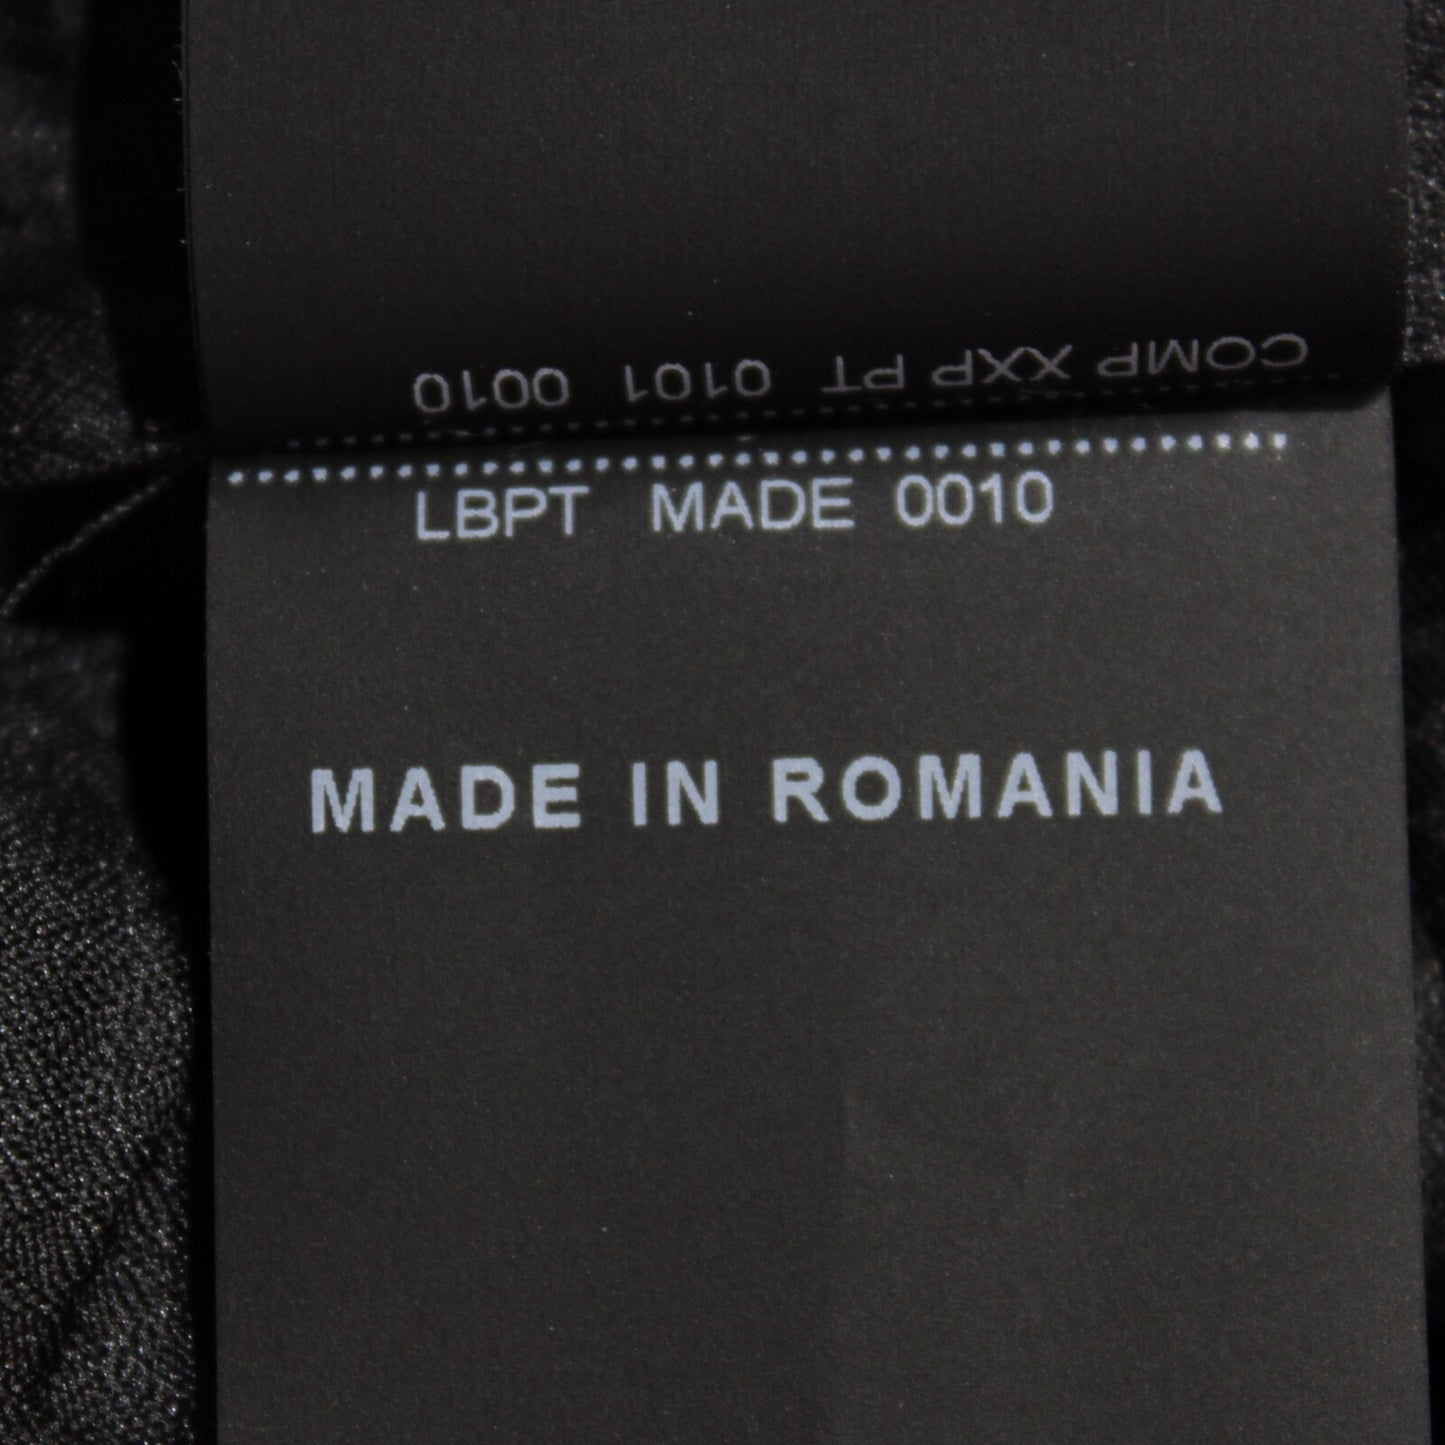 COMP XXP PT 0101 0010
LBPT MADE 0010
MADE IN ROMANIA